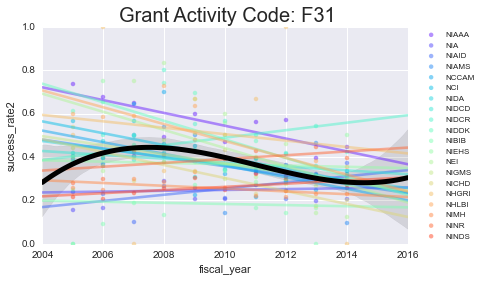 Grant Activity Code: F31
1.0
0.8
0.6
0.4
0.2
0.0
success_rate2
2004
2006
2008
2010
2012
2014
2016
fiscal_year
NIAAA
NIA
NIAID
NIAMS
NCCAM
NCI
NIDA
NIDCD
NIDCR
NIDDK
NIBIB
NIEHS
NEI
NIGMS
NICHD
NHGRI
NHLBI
NIMH
NINR
NINDS